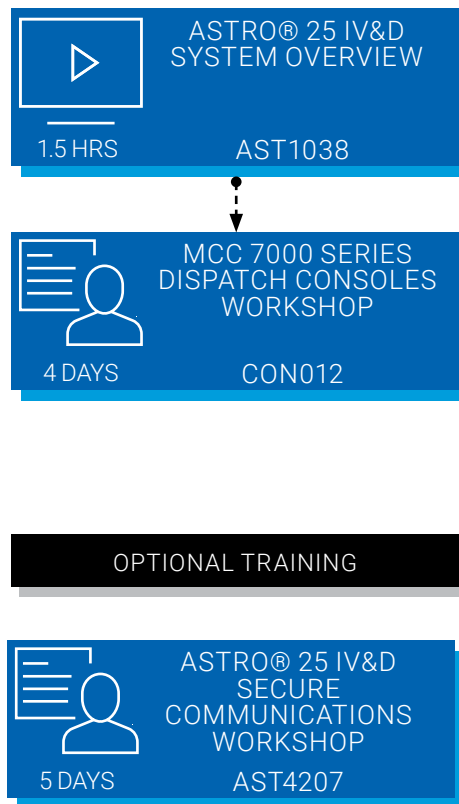 ASTRO® 25 IV&D
SYSTEM OVERVIEW
1.5 HRS
AST1038
MCC 7000 SERIES
DISPATCH CONSOLES
WORKSHOP
4 DAYS
CON012
OPTIONAL TRAINING
ASTRO® 25 IV&D
SECURE
COMMUNICATIONS
WORKSHOP
5 DAYS
AST4207